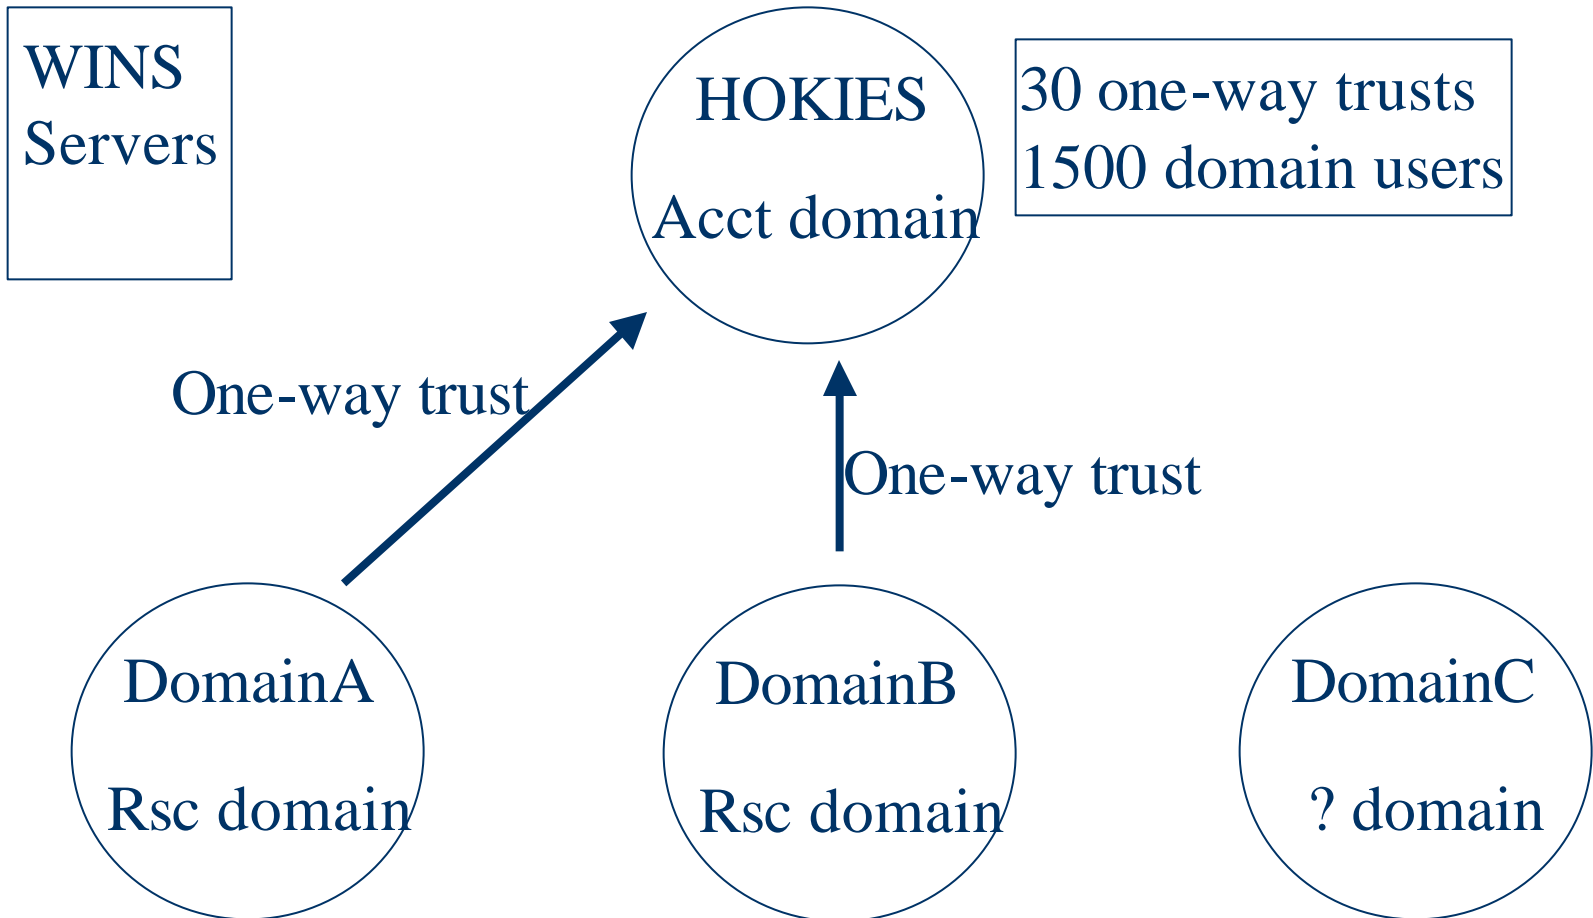 WINS
Servers
HOKIES
Acct domain
30 one-way trusts
1500 domain users
One-way trust
One-way trust
DomainA
Rsc domain
DomainB
Rsc domain
DomainC
? domain